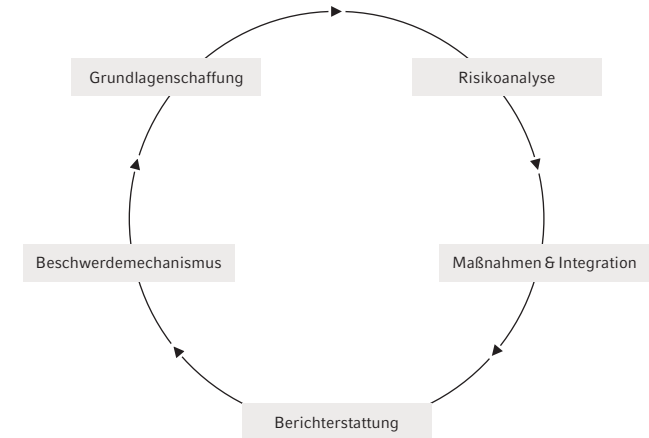 Grundlagenschaffung
Risikoanalyse
Beschwerdemechanismus
Maßnahmen & Integration
Berichterstattung